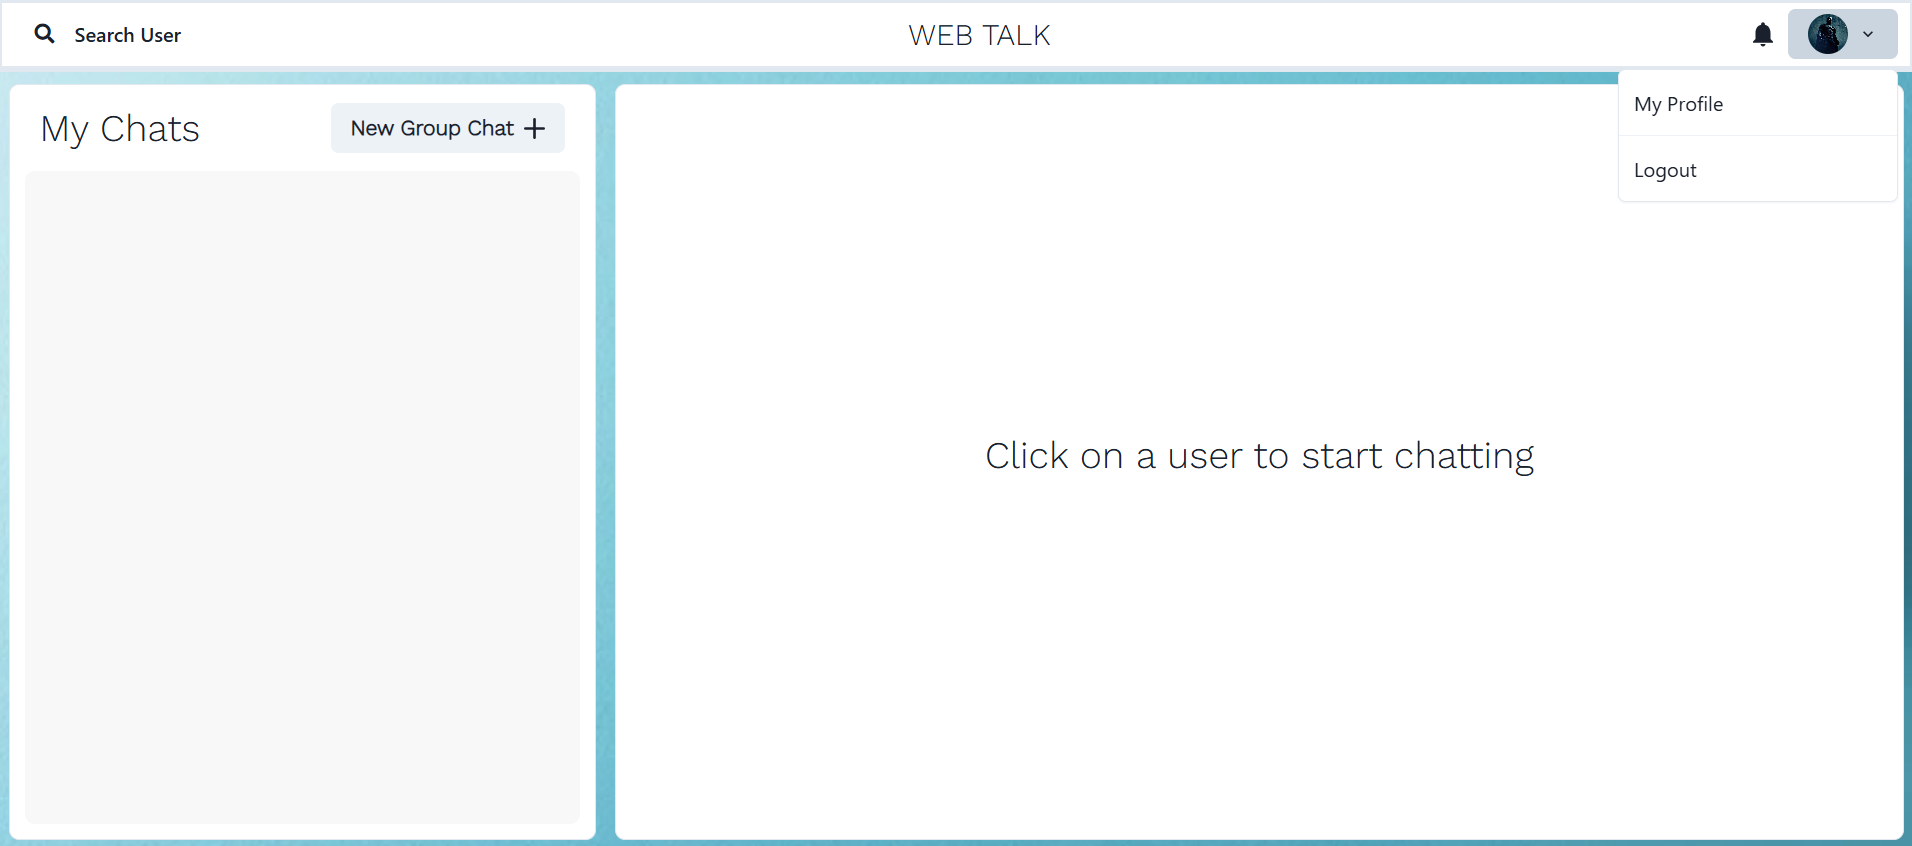 Search User
WEB TALK
My Profile
Logout
My Chats
New Group Chat
Click on a user to start chatting